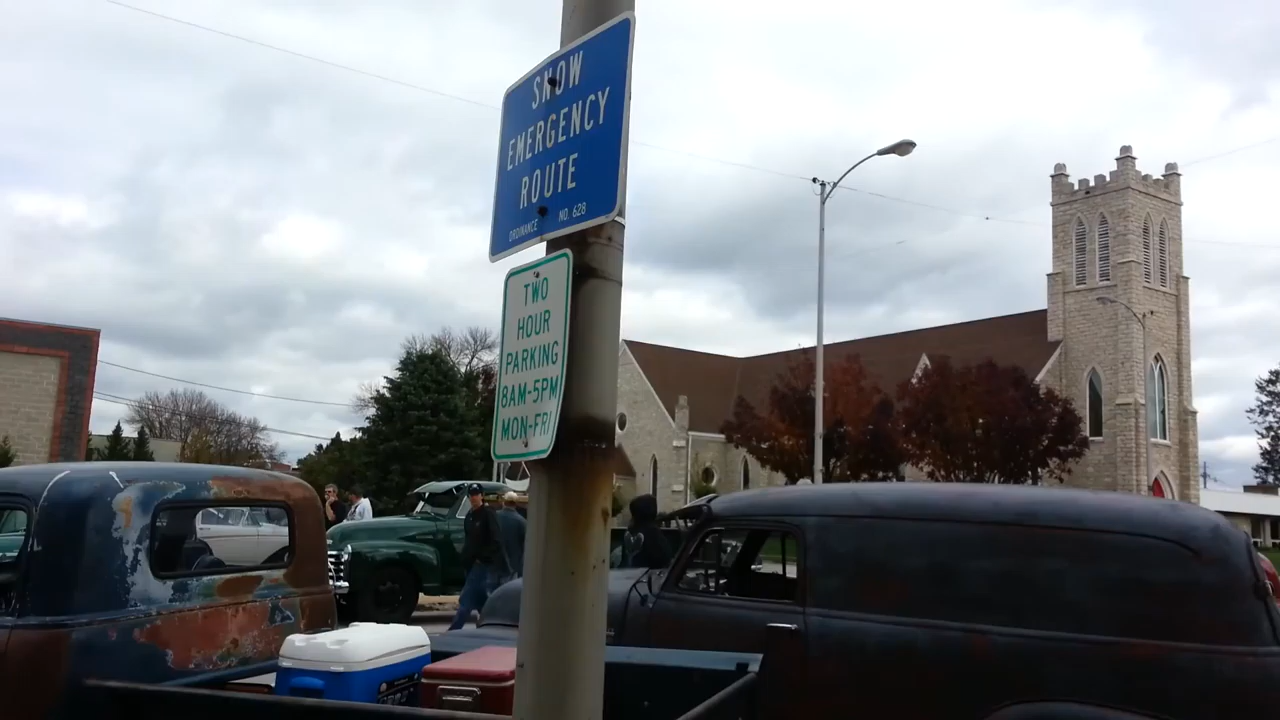 SNOW
EMERGENCY
ROUTE
ORDINANCE NO. 628
TWO
HOUR
PARKING
8AM-5PM
MON-FRI